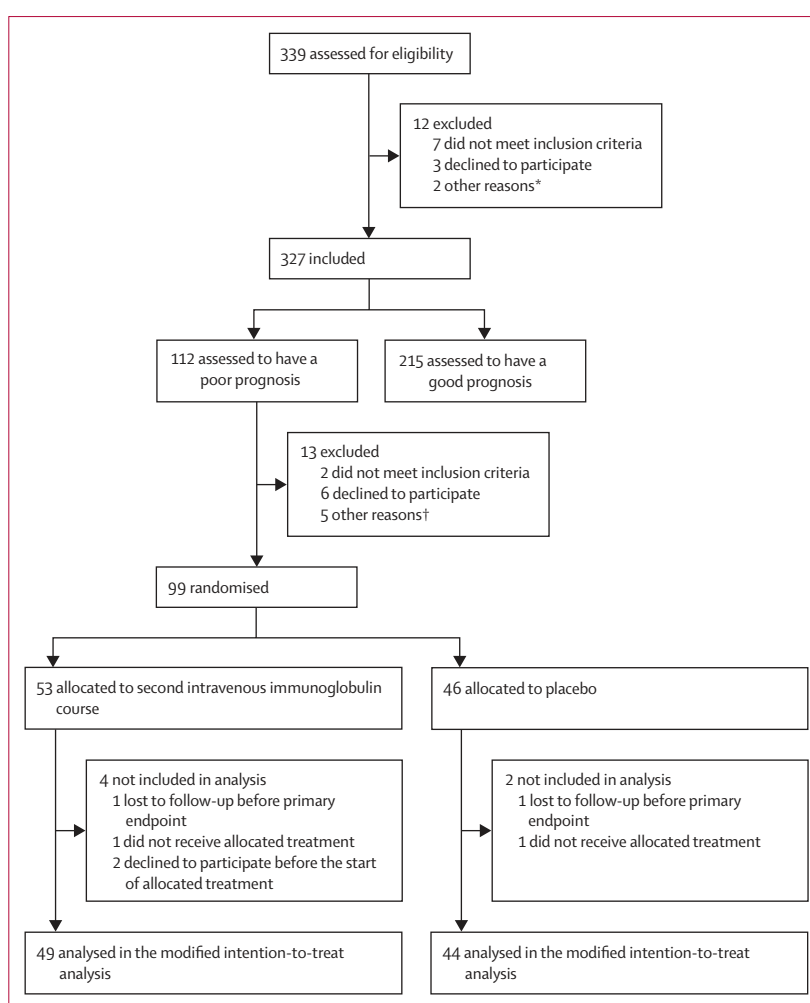 339 assessed for eligibility
12 excluded
7 did not meet inclusion criteria
3 declined to participate
2 other reasons*
327 included
112 assessed to have a
poor prognosis
215 assessed to have a
good prognosis
13 excluded
2 did not meet inclusion criteria
6 declined to participate
5 other reasons†
99 randomised
53 allocated to second intravenous immunoglobulin
course
46 allocated to placebo
4 not included in analysis
1 lost to follow-up before primary
endpoint
1 did not receive allocated treatment
2 declined to participate before the start
of allocated treatment
2 not included in analysis
1 lost to follow-up before primary
endpoint
1 did not receive allocated treatment
49 analysed in the modified intention-to-treat
analysis
44 analysed in the modified intention-to-treat
analysis